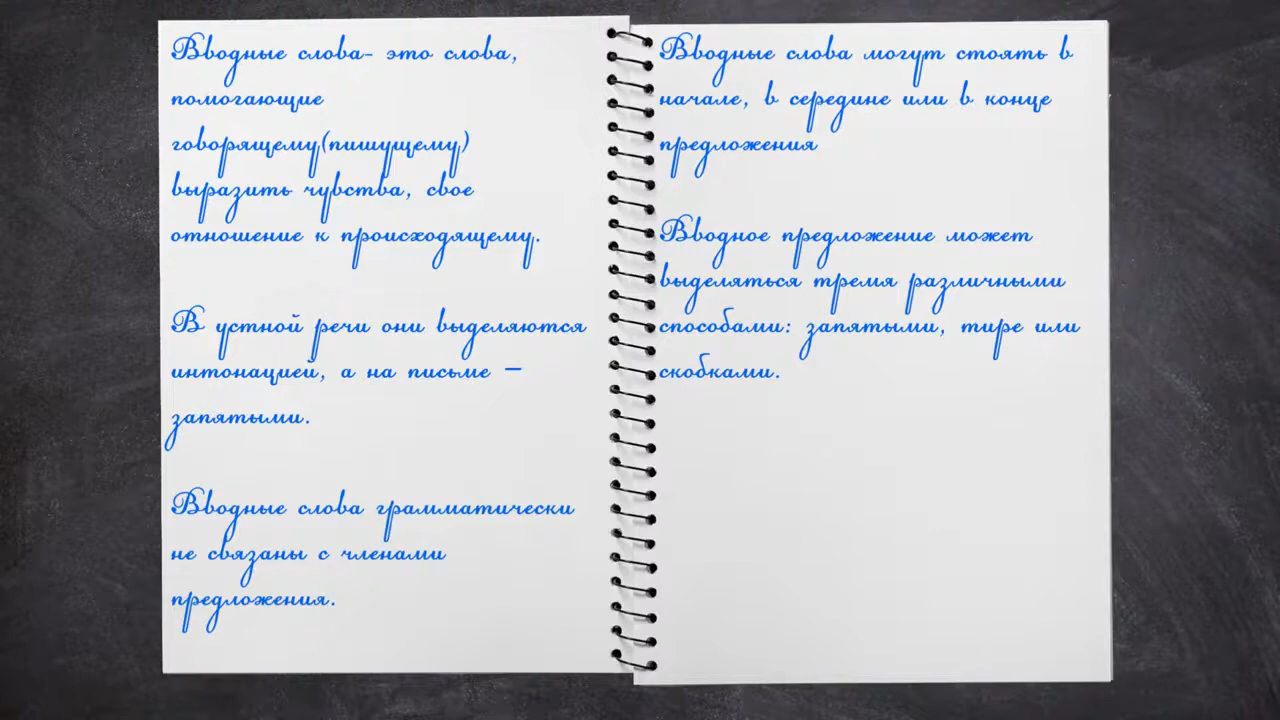 Вводные слова- это слова,
помогающие
говорящему(пишущему)
выразить чувства, свое
отношение к происходящему.
В устной речи они выделяются
интонацией, а на письме –
запятыми.
Вводные слова грамматически
не связаны с членами
предложения.
Вводные слова могут стоять в
начале, в середине или в конце
предложения
Вводное предложение может
выделяться тремя различными
способами: запятыми, тире или
скобками.